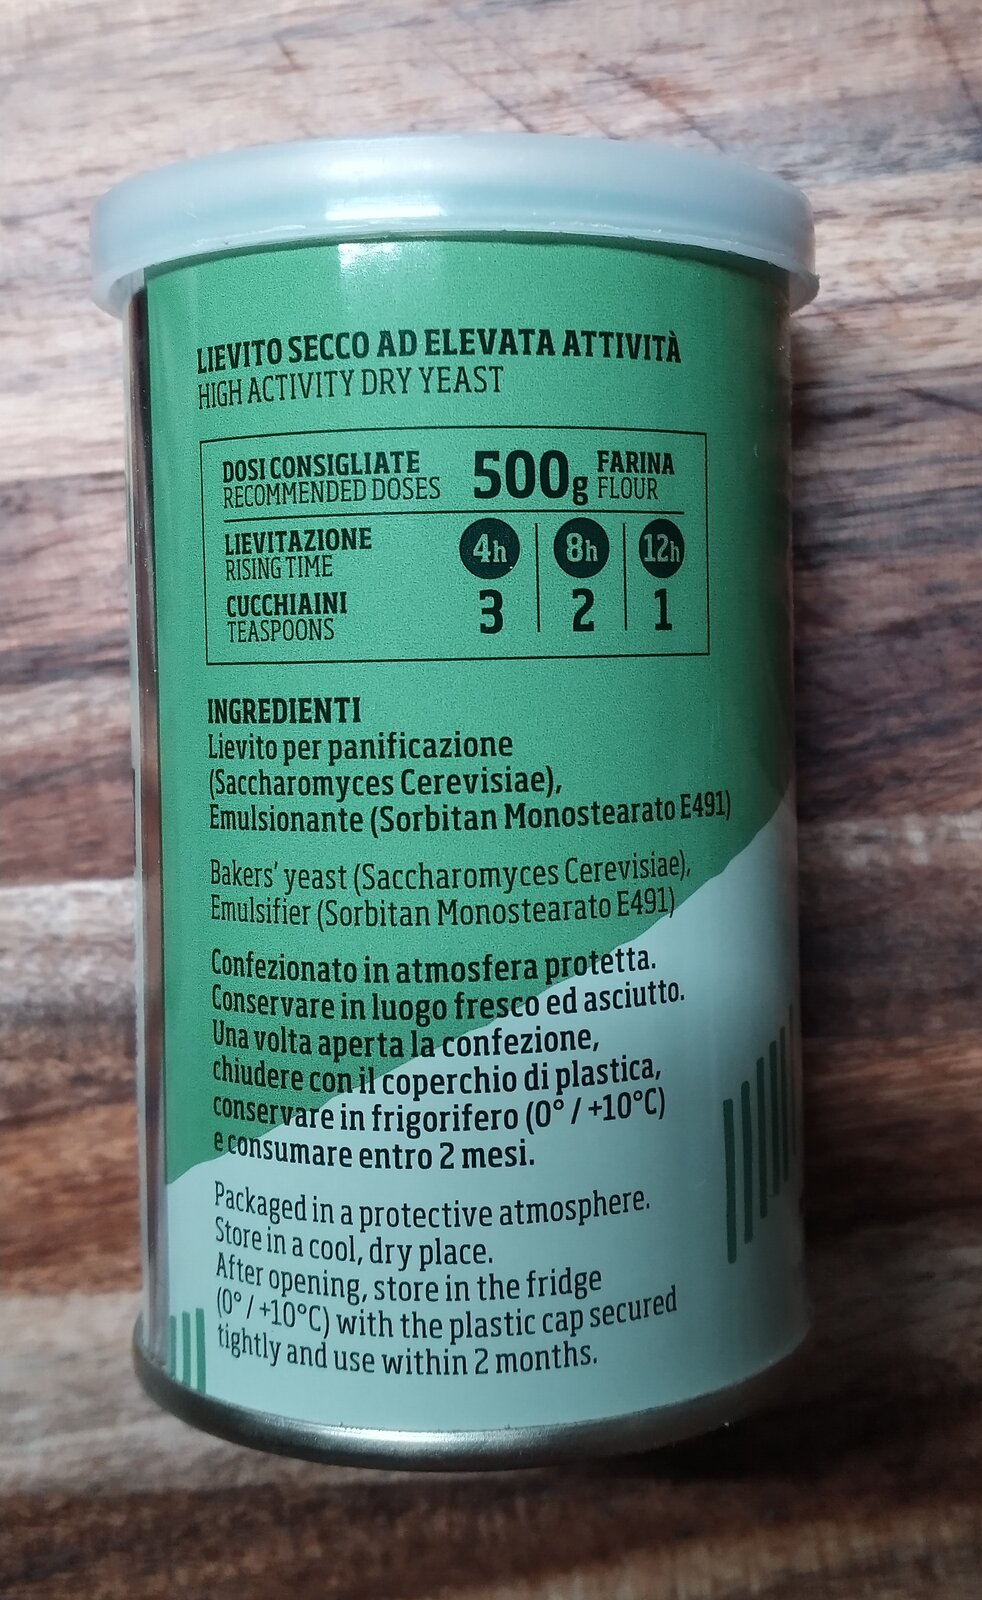 LIEVITO SECCO AD ELEVATA ATTIVITÀ
HIGH ACTIVITY DRY YEAST
DOSI CONSIGLIATE
RECOMMENDED DOSES
500g FARINA
FLOUR
LIEVITAZIONE
RISING TIME
4h 8h 12h
CUCCHIAINI
TEASPOONS
3 2 1
INGREDIENTI
Lievito per panificazione
(Saccharomyces Cerevisiae),
Emulsionante (Sorbitan Monostearato E491)
Bakers' yeast (Saccharomyces Cerevisiae),
Emulsifier (Sorbitan Monostearato E491)
Confezionato in atmosfera protetta.
Conservare in luogo fresco ed asciutto.
Una volta aperta la confezione,
chiudere con il coperchio di plastica,
conservare in frigorifero (0° / +10°C)
e consumare entro 2 mesi.
Packaged in a protective atmosphere.
Store in a cool, dry place.
After opening, store in the fridge
(0° / +10°C) with the plastic cap secured
tightly and use within 2 months.